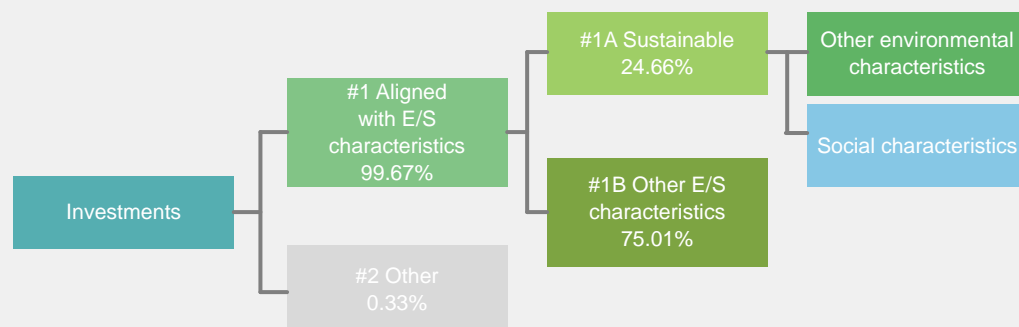 Investments
#1 Aligned
with E/S
characteristics
99.67%
#2 Other
0.33%
#1A Sustainable
24.66%
#1B Other E/S
characteristics
75.01%
Other environmental
characteristics
Social characteristics